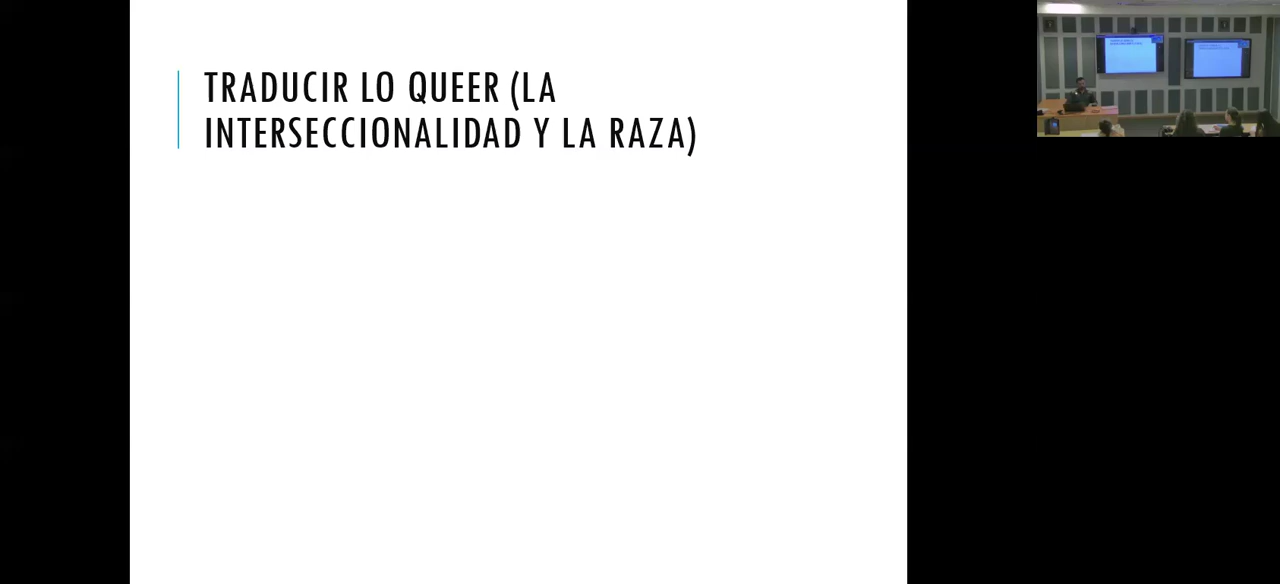 TRADUCIR LO QUEER (LA
INTERSECCIONALIDAD Y LA RAZA)